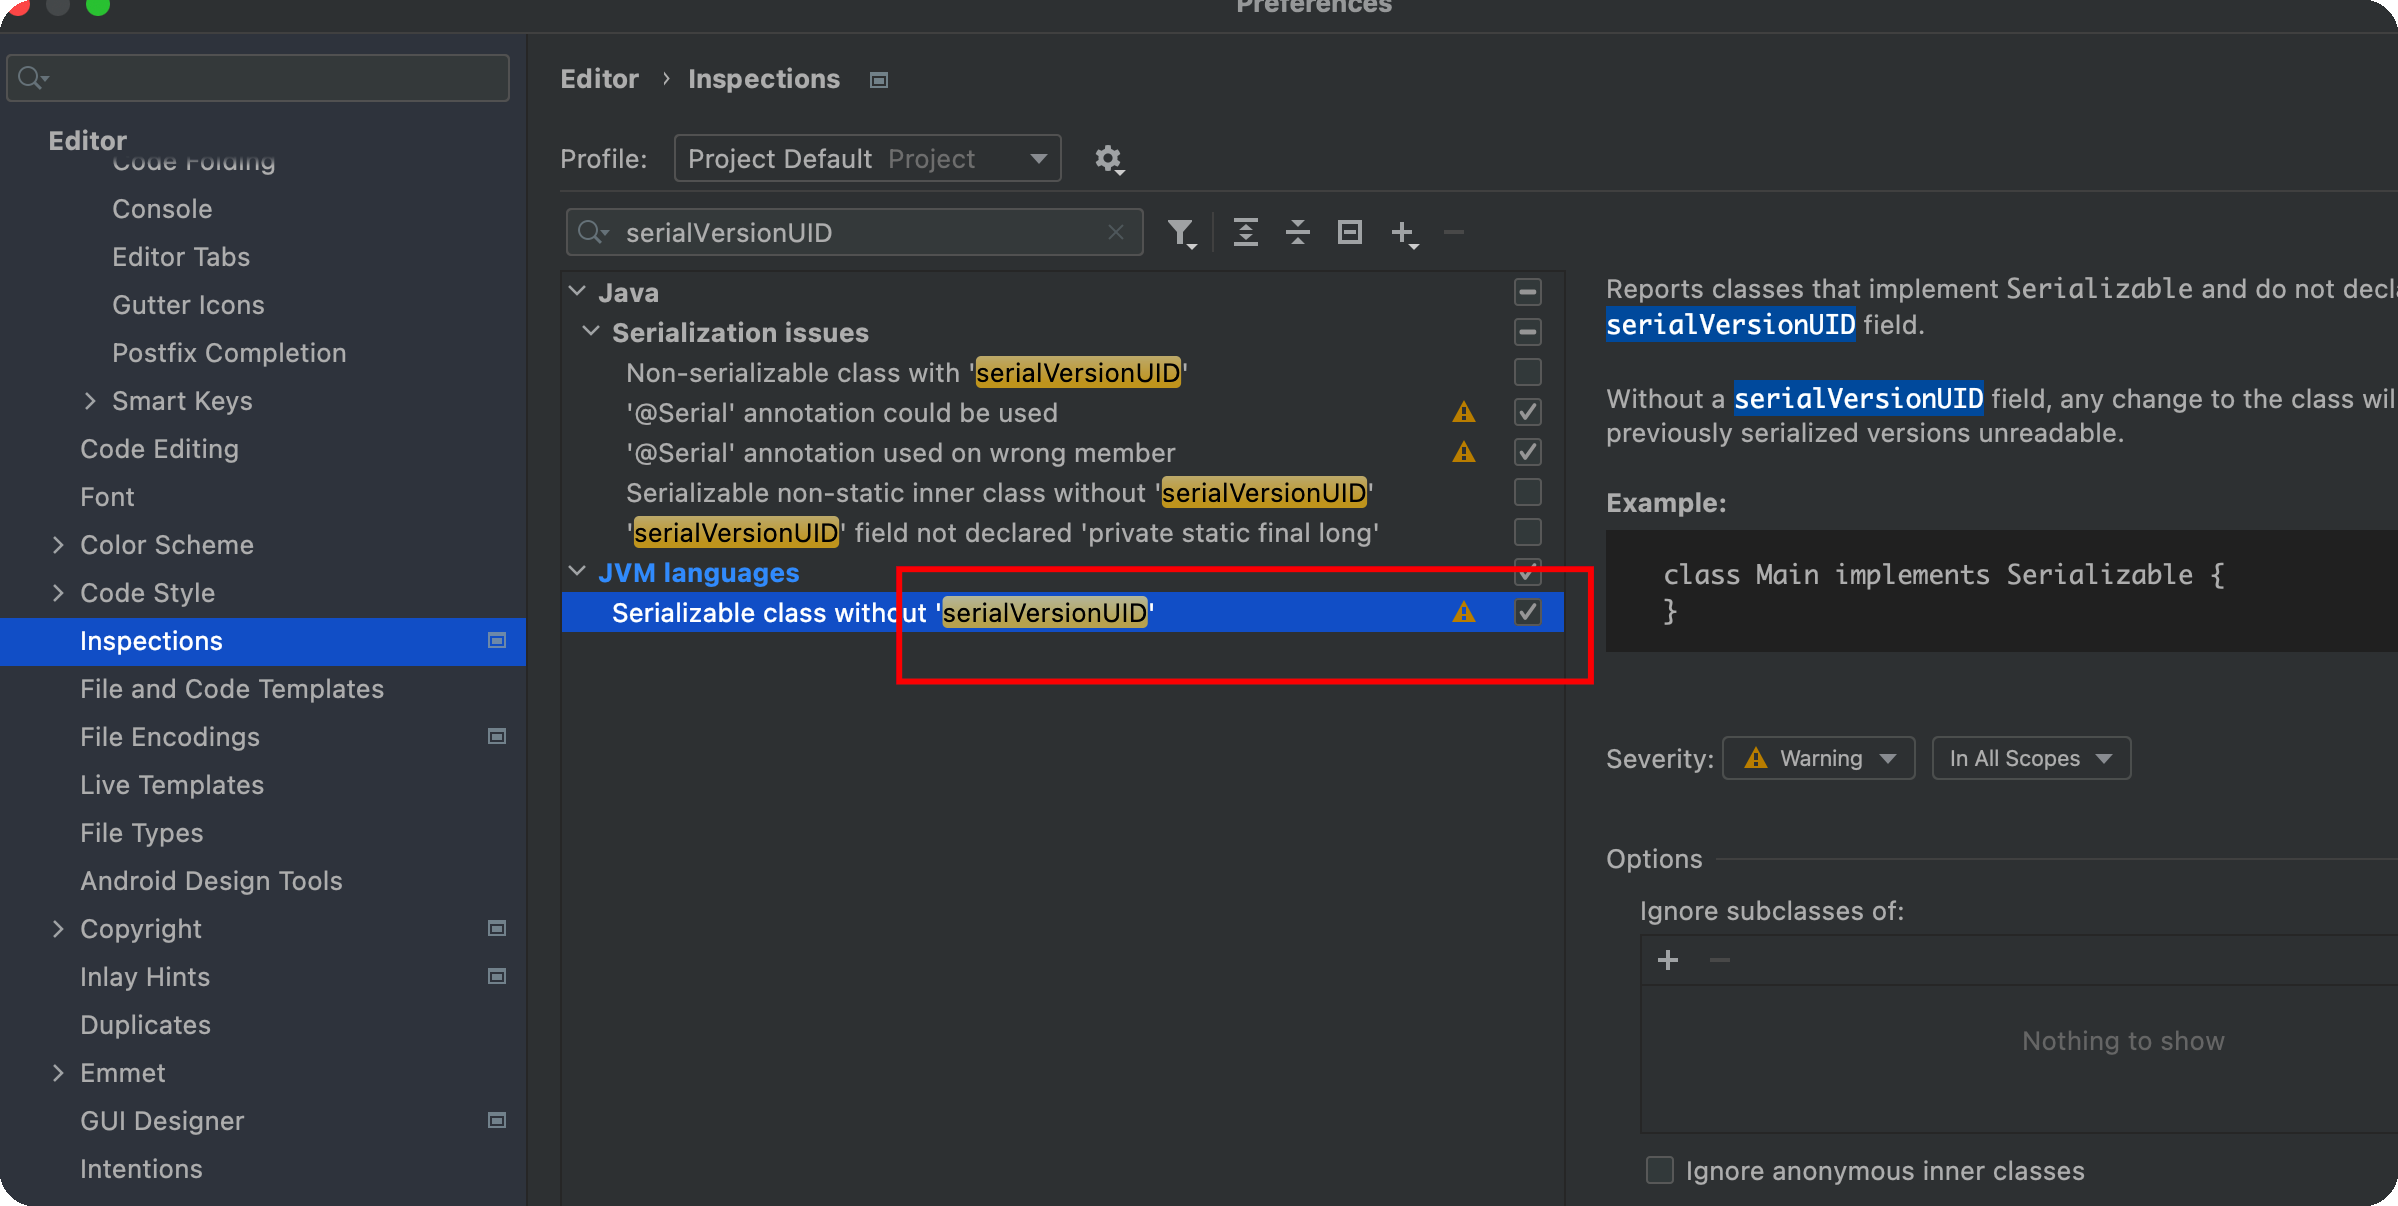 Preferences
Editor
Code Folding
Console
Editor Tabs
Gutter Icons
Postfix Completion
Smart Keys
Code Editing
Font
Color Scheme
Code Style
Inspections
File and Code Templates
File Encodings
Live Templates
File Types
Android Design Tools
Copyright
Inlay Hints
Duplicates
Emmet
GUI Designer
Intentions
Editor › Inspections
Profile: Project Default Project
serialVersionUID
Java
Serialization issues
Non-serializable class with 'serialVersionUID'
'@Serial' annotation could be used
'@Serial' annotation used on wrong member
Serializable non-static inner class without 'serialVersionUID'
'serialVersionUID' field not declared 'private static final long'
JVM languages
Serializable class without 'serialVersionUID'
Reports classes that implement Serializable and do not decl
serialVersionUID field.
Without a serialVersionUID field, any change to the class wil
previously serialized versions unreadable.
Example:
class Main implements Serializable {
}
Severity: Warning In All Scopes
Options
Ignore subclasses of:
Nothing to show
Ignore anonymous inner classes